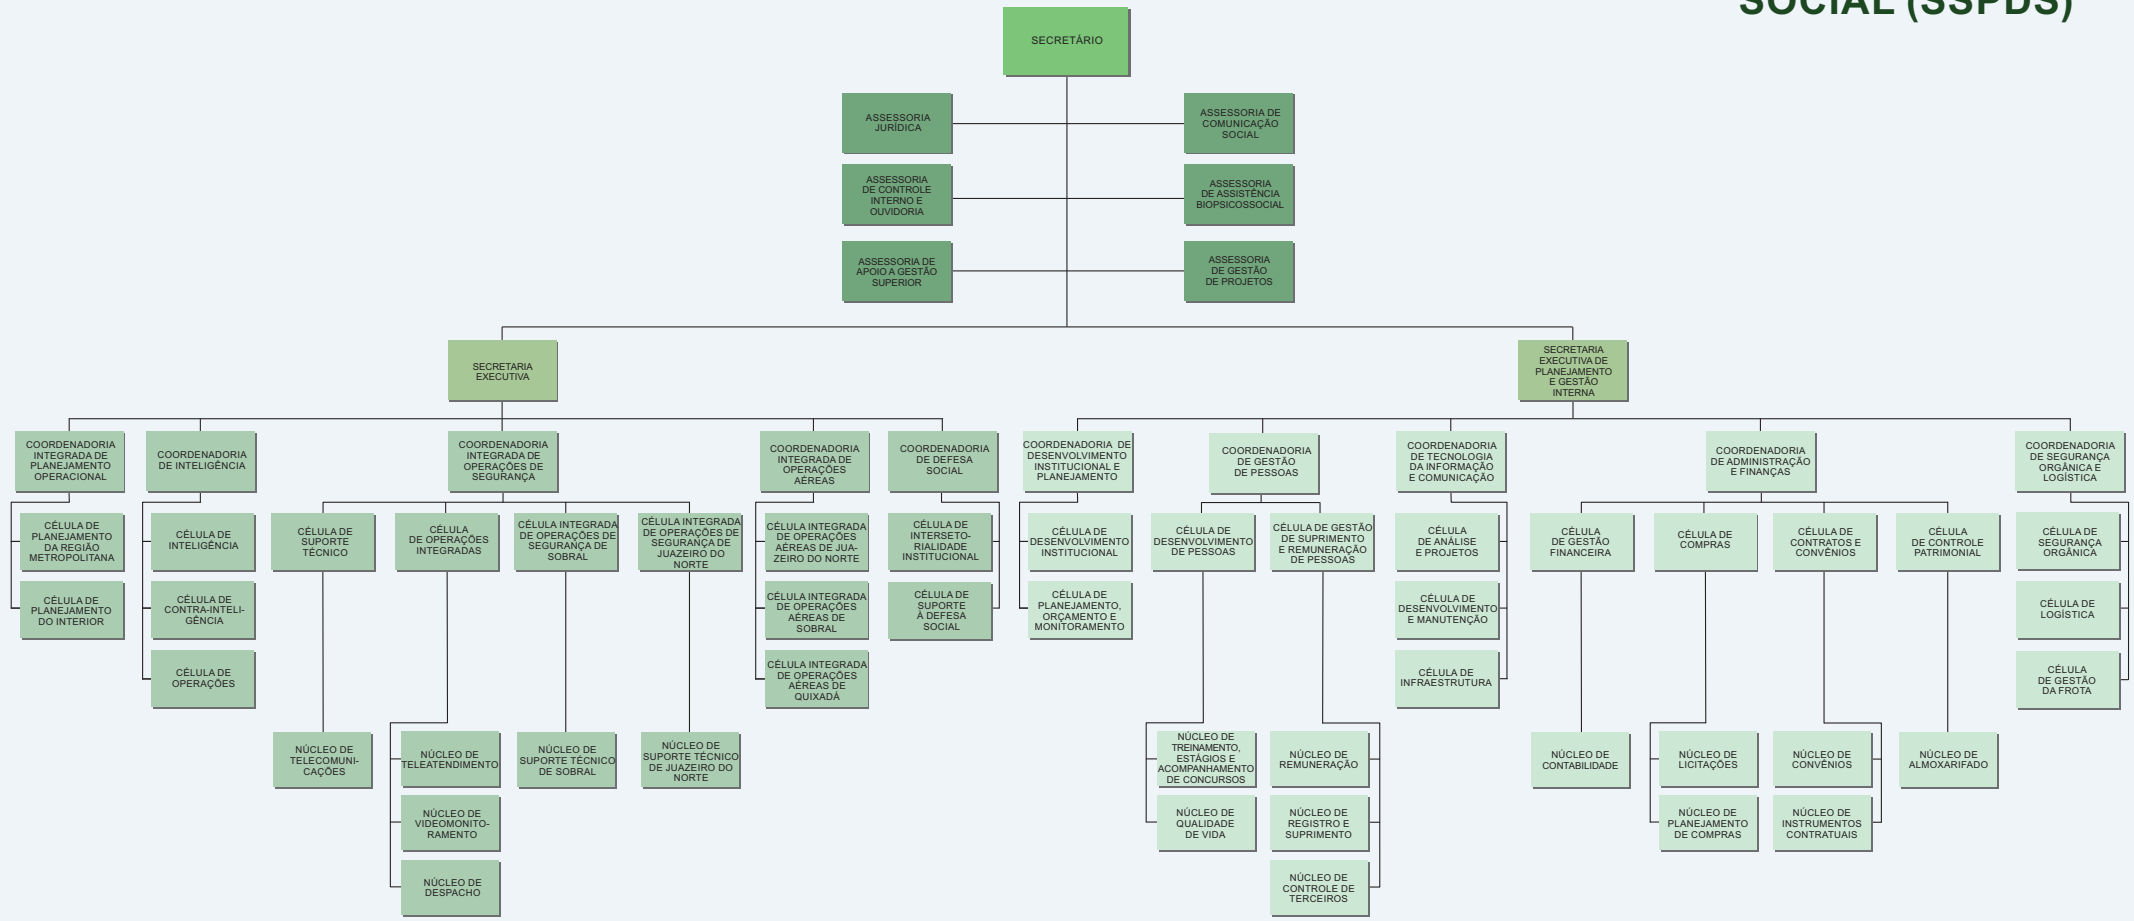 SOCIAL (SSPDS)
SECRETÁRIO
ASSESSORIA
JURÍDICA
ASSESSORIA DE
COMUNICAÇÃO
SOCIAL
ASSESSORIA
DE CONTROLE
INTERNO E
OUVIDORIA
ASSESSORIA
DE ASSISTÊNCIA
BIOPSICOSSOCIAL
ASSESSORIA DE
APOIO A GESTÃO
SUPERIOR
ASSESSORIA
DE GESTÃO
DE PROJETOS
SECRETARIA
EXECUTIVA
SECRETARIA
EXECUTIVA DE
PLANEJAMENTO
E GESTÃO
INTERNA
COORDENADORIA
INTEGRADA DE
PLANEJAMENTO
OPERACIONAL
COORDENADORIA
DE INTELIGÊNCIA
COORDENADORIA
INTEGRADA DE
OPERAÇÕES DE
SEGURANÇA
COORDENADORIA
INTEGRADA DE
OPERAÇÕES
AÉREAS
COORDENADORIA
DE DEFESA
SOCIAL
COORDENADORIA DE
DESENVOLVIMENTO
INSTITUCIONAL E
PLANEJAMENTO
COORDENADORIA
DE GESTÃO
DE PESSOAS
COORDENADORIA
DE TECNOLOGIA
DA INFORMAÇÃO
E COMUNICAÇÃO
COORDENADORIA
DE ADMINISTRAÇÃO
E FINANÇAS
COORDENADORIA
DE SEGURANÇA
ORGÂNICA E
LOGÍSTICA
CÉLULA DE
PLANEJAMENTO
DA REGIÃO
METROPOLITANA
CÉLULA DE
INTELIGÊNCIA
CÉLULA DE
SUPORTE
TÉCNICO
CÉLULA
DE OPERAÇÕES
INTEGRADAS
CÉLULA INTEGRADA
DE OPERAÇÕES DE
SEGURANÇA DE
SOBRAL
CÉLULA INTEGRADA
DE OPERAÇÕES DE
SEGURANÇA DE
JUAZEIRO DO
NORTE
CÉLULA INTEGRADA
DE OPERAÇÕES
AÉREAS DE JUA-
ZEIRO DO NORTE
CÉLULA DE
INTERSETO-
RIALIDADE
INSTITUCIONAL
CÉLULA DE
DESENVOLVIMENTO
INSTITUCIONAL
CÉLULA DE
DESENVOLVIMENTO
DE PESSOAS
CÉLULA DE GESTÃO
DE SUPRIMENTO
E REMUNERAÇÃO
DE PESSOAS
CÉLULA
DE ANÁLISE
E PROJETOS
CÉLULA
DE GESTÃO
FINANCEIRA
CÉLULA DE
COMPRAS
CÉLULA DE
CONTRATOS E
CONVÊNIOS
CÉLULA
DE CONTROLE
PATRIMONIAL
CÉLULA DE
SEGURANÇA
ORGÂNICA
CÉLULA DE
PLANEJAMENTO
DO INTERIOR
CÉLULA DE
CONTRA-INTELI-
GÊNCIA
CÉLULA INTEGRADA
DE OPERAÇÕES
AÉREAS DE
SOBRAL
CÉLULA DE
SUPORTE
À DEFESA
SOCIAL
CÉLULA DE
PLANEJAMENTO,
ORÇAMENTO E
MONITORAMENTO
CÉLULA DE
DESENVOLVIMENTO
E MANUTENÇÃO
CÉLULA DE
LOGÍSTICA
CÉLULA DE
OPERAÇÕES
CÉLULA INTEGRADA
DE OPERAÇÕES
AÉREAS DE
QUIXADÁ
CÉLULA DE
INFRAESTRUTURA
CÉLULA
DE GESTÃO
DA FROTA
NÚCLEO DE
TELECOMUNI-
CAÇÕES
NÚCLEO DE
TELEATENDIMENTO
NÚCLEO DE
SUPORTE TÉCNICO
DE SOBRAL
NÚCLEO DE
SUPORTE TÉCNICO
DE JUAZEIRO DO
NORTE
NÚCLEO DE
TREINAMENTO,
ESTÁGIOS E
ACOMPANHAMENTO
DE CONCURSOS
NÚCLEO DE
REMUNERAÇÃO
NÚCLEO DE
CONTABILIDADE
NÚCLEO DE
LICITAÇÕES
NÚCLEO DE
CONVÊNIOS
NÚCLEO DE
ALMOXARIFADO
NÚCLEO DE
VIDEOMONITO-
RAMENTO
NÚCLEO DE
QUALIDADE
DE VIDA
NÚCLEO DE
REGISTRO E
SUPRIMENTO
NÚCLEO DE
PLANEJAMENTO
DE COMPRAS
NÚCLEO DE
INSTRUMENTOS
CONTRATUAIS
NÚCLEO DE
DESPACHO
NÚCLEO DE
CONTROLE DE
TERCEIROS